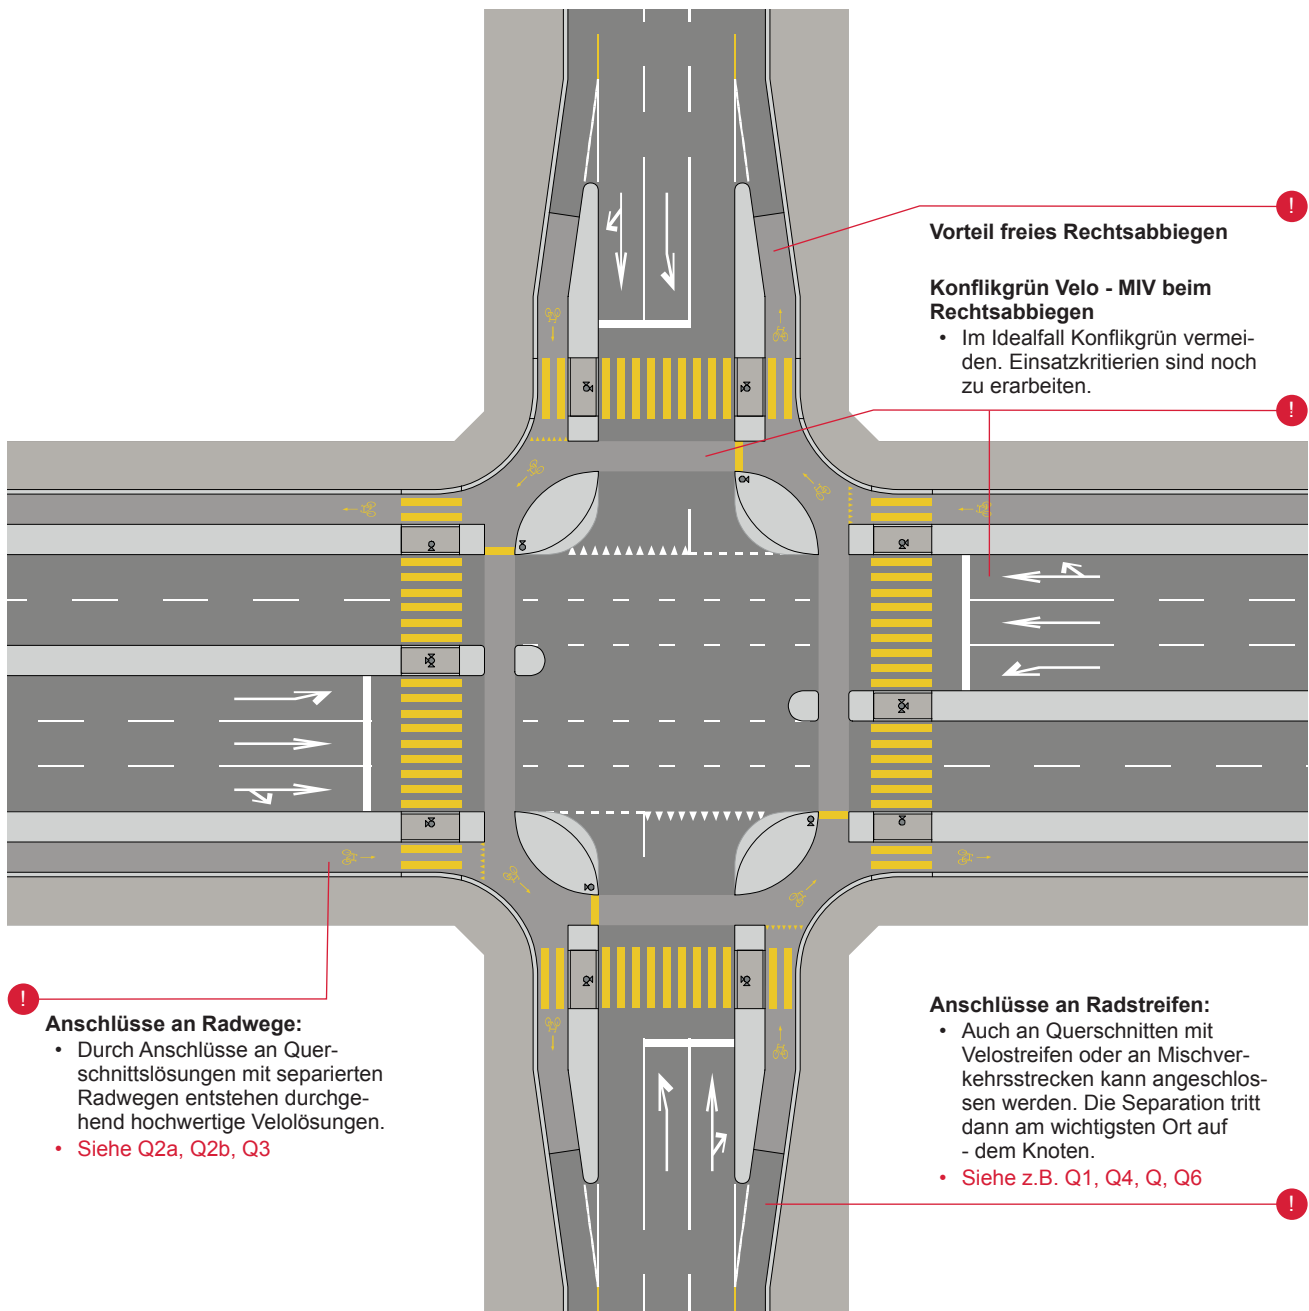 !
Vorteil freies Rechtsabbiegen
Konflikgrün Velo - MIV beim
Rechtsabbiegen
• Im Idealfall Konflikgrün vermei-
den. Einsatzkritierien sind noch
zu erarbeiten.
!
!
Anschlüsse an Radwege:
• Durch Anschlüsse an Quer-
schnittslösungen mit separierten
Radwegen entstehen durchge-
hend hochwertige Velolösungen.
• Siehe Q2a, Q2b, Q3
Anschlüsse an Radstreifen:
• Auch an Querschnitten mit
Velostreifen oder an Mischver-
kehrsstrecken kann angeschlos-
sen werden. Die Separation tritt
dann am wichtigsten Ort auf
- dem Knoten.
• Siehe z.B. Q1, Q4, Q, Q6
!